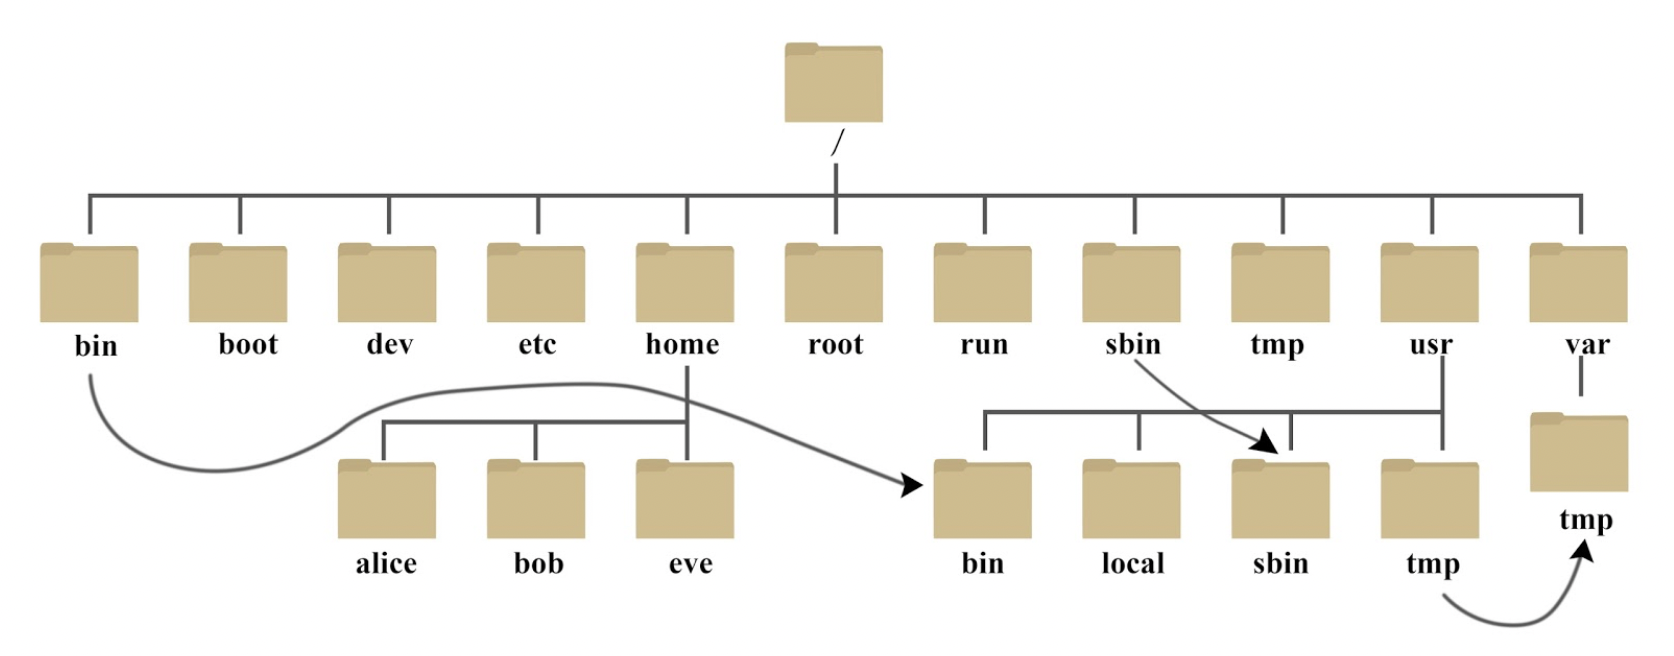 /
bin boot dev etc home root run sbin tmp usr var
tmp
alice bob eve bin local sbin tmp